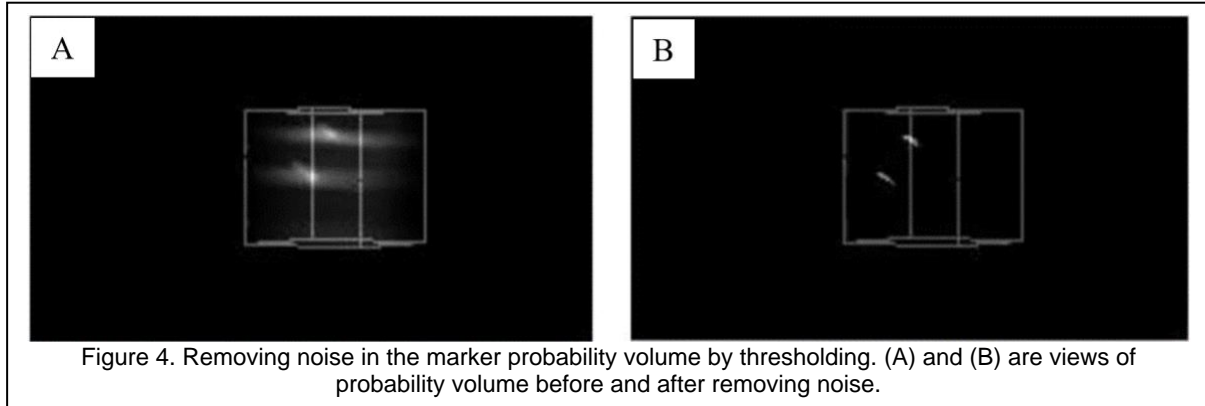 A
B
Figure 4. Removing noise in the marker probability volume by thresholding. (A) and (B) are views of
probability volume before and after removing noise.